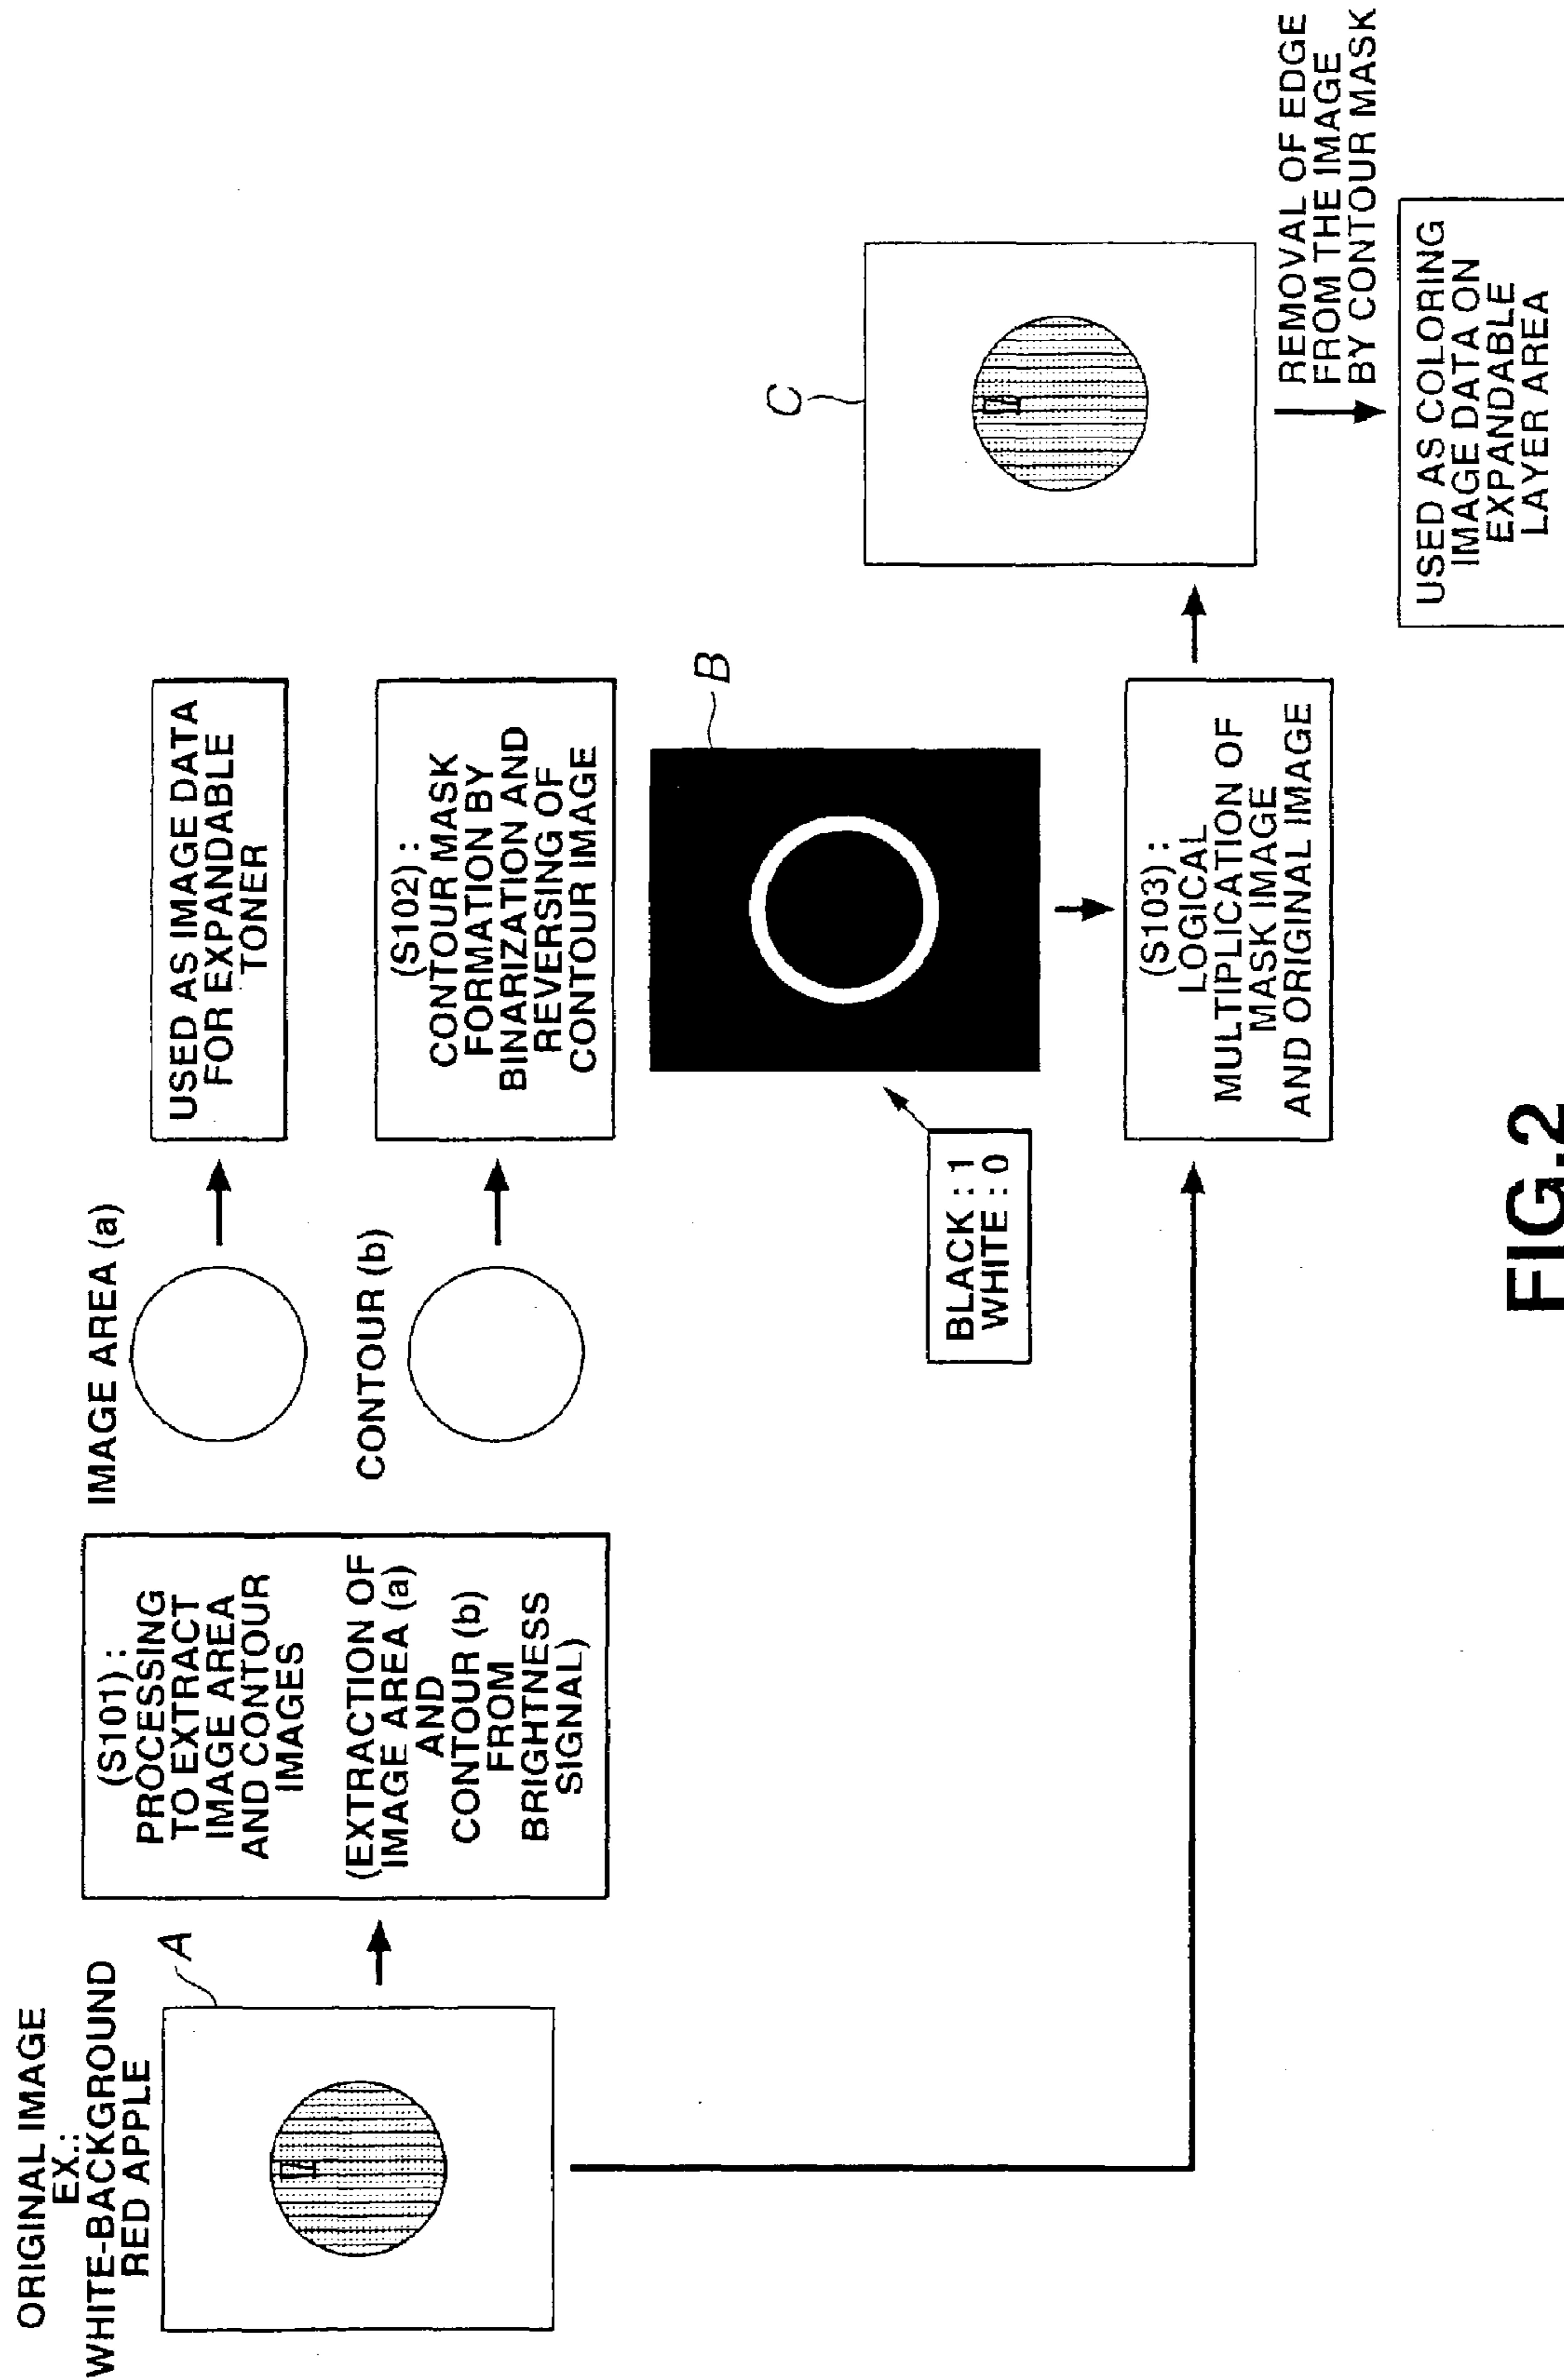 ORIGINAL IMAGE
EX.:
WHITE-BACKGROUND
RED APPLE
A
(S101) :
PROCESSING
TO EXTRACT
IMAGE AREA
AND CONTOUR
IMAGES
(EXTRACTION OF
IMAGE AREA (a)
AND
CONTOUR (b)
FROM
BRIGHTNESS
SIGNAL)
IMAGE AREA (a)
USED AS IMAGE DATA
FOR EXPANDABLE
TONER
CONTOUR (b)
(S102) :
CONTOUR MASK
FORMATION BY
BINARIZATION AND
REVERSING OF
CONTOUR IMAGE
B
BLACK : 1
WHITE : 0
(S103) :
LOGICAL
MULTIPLICATION OF
MASK IMAGE
AND ORIGINAL IMAGE
C
REMOVAL OF EDGE
FROM THE IMAGE
BY CONTOUR MASK
USED AS COLORING
IMAGE DATA ON
EXPANDABLE
LAYER AREA
FIG.2